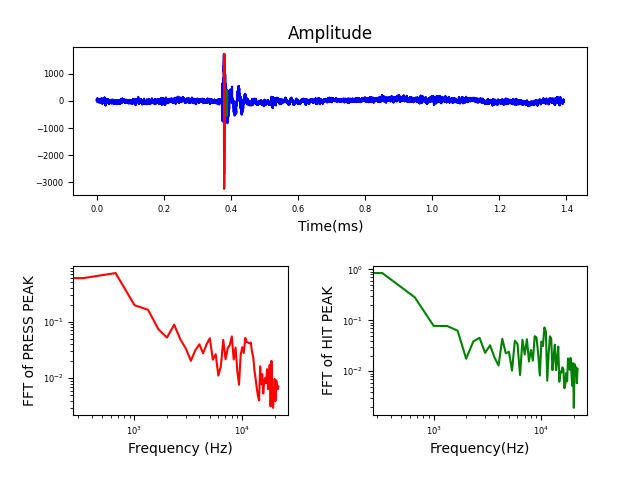 Amplitude
1000
0
−1000
−2000
−3000
0.0 0.2 0.4 0.6 0.8 1.0 1.2 1.4
Time(ms)
FFT of PRESS PEAK
10⁻¹
10⁻²
10³ 10⁴
Frequency (Hz)
FFT of HIT PEAK
10⁰
10⁻¹
10⁻²
10³ 10⁴
Frequency(Hz)